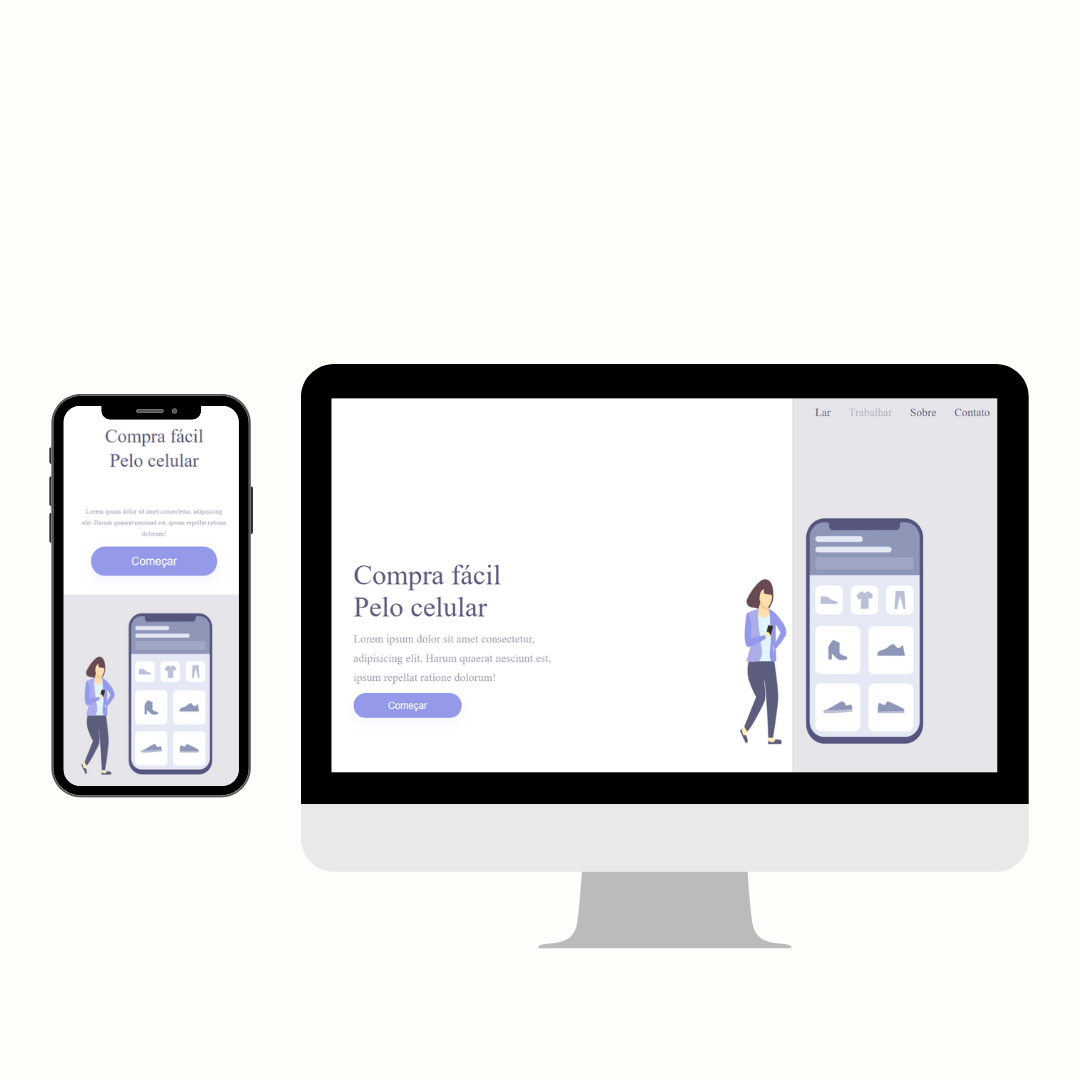 Compra fácil
Pelo celular
Lorem ipsum dolor sit amet consectetur, adipisicing
elit. Harum quaerat nesciunt est, ipsum repellat ratione
dolorum!
Começar
Lar Trabalhar Sobre Contato
Compra fácil
Pelo celular
Lorem ipsum dolor sit amet consectetur,
adipisicing elit. Harum quaerat nesciunt est,
ipsum repellat ratione dolorum!
Começar